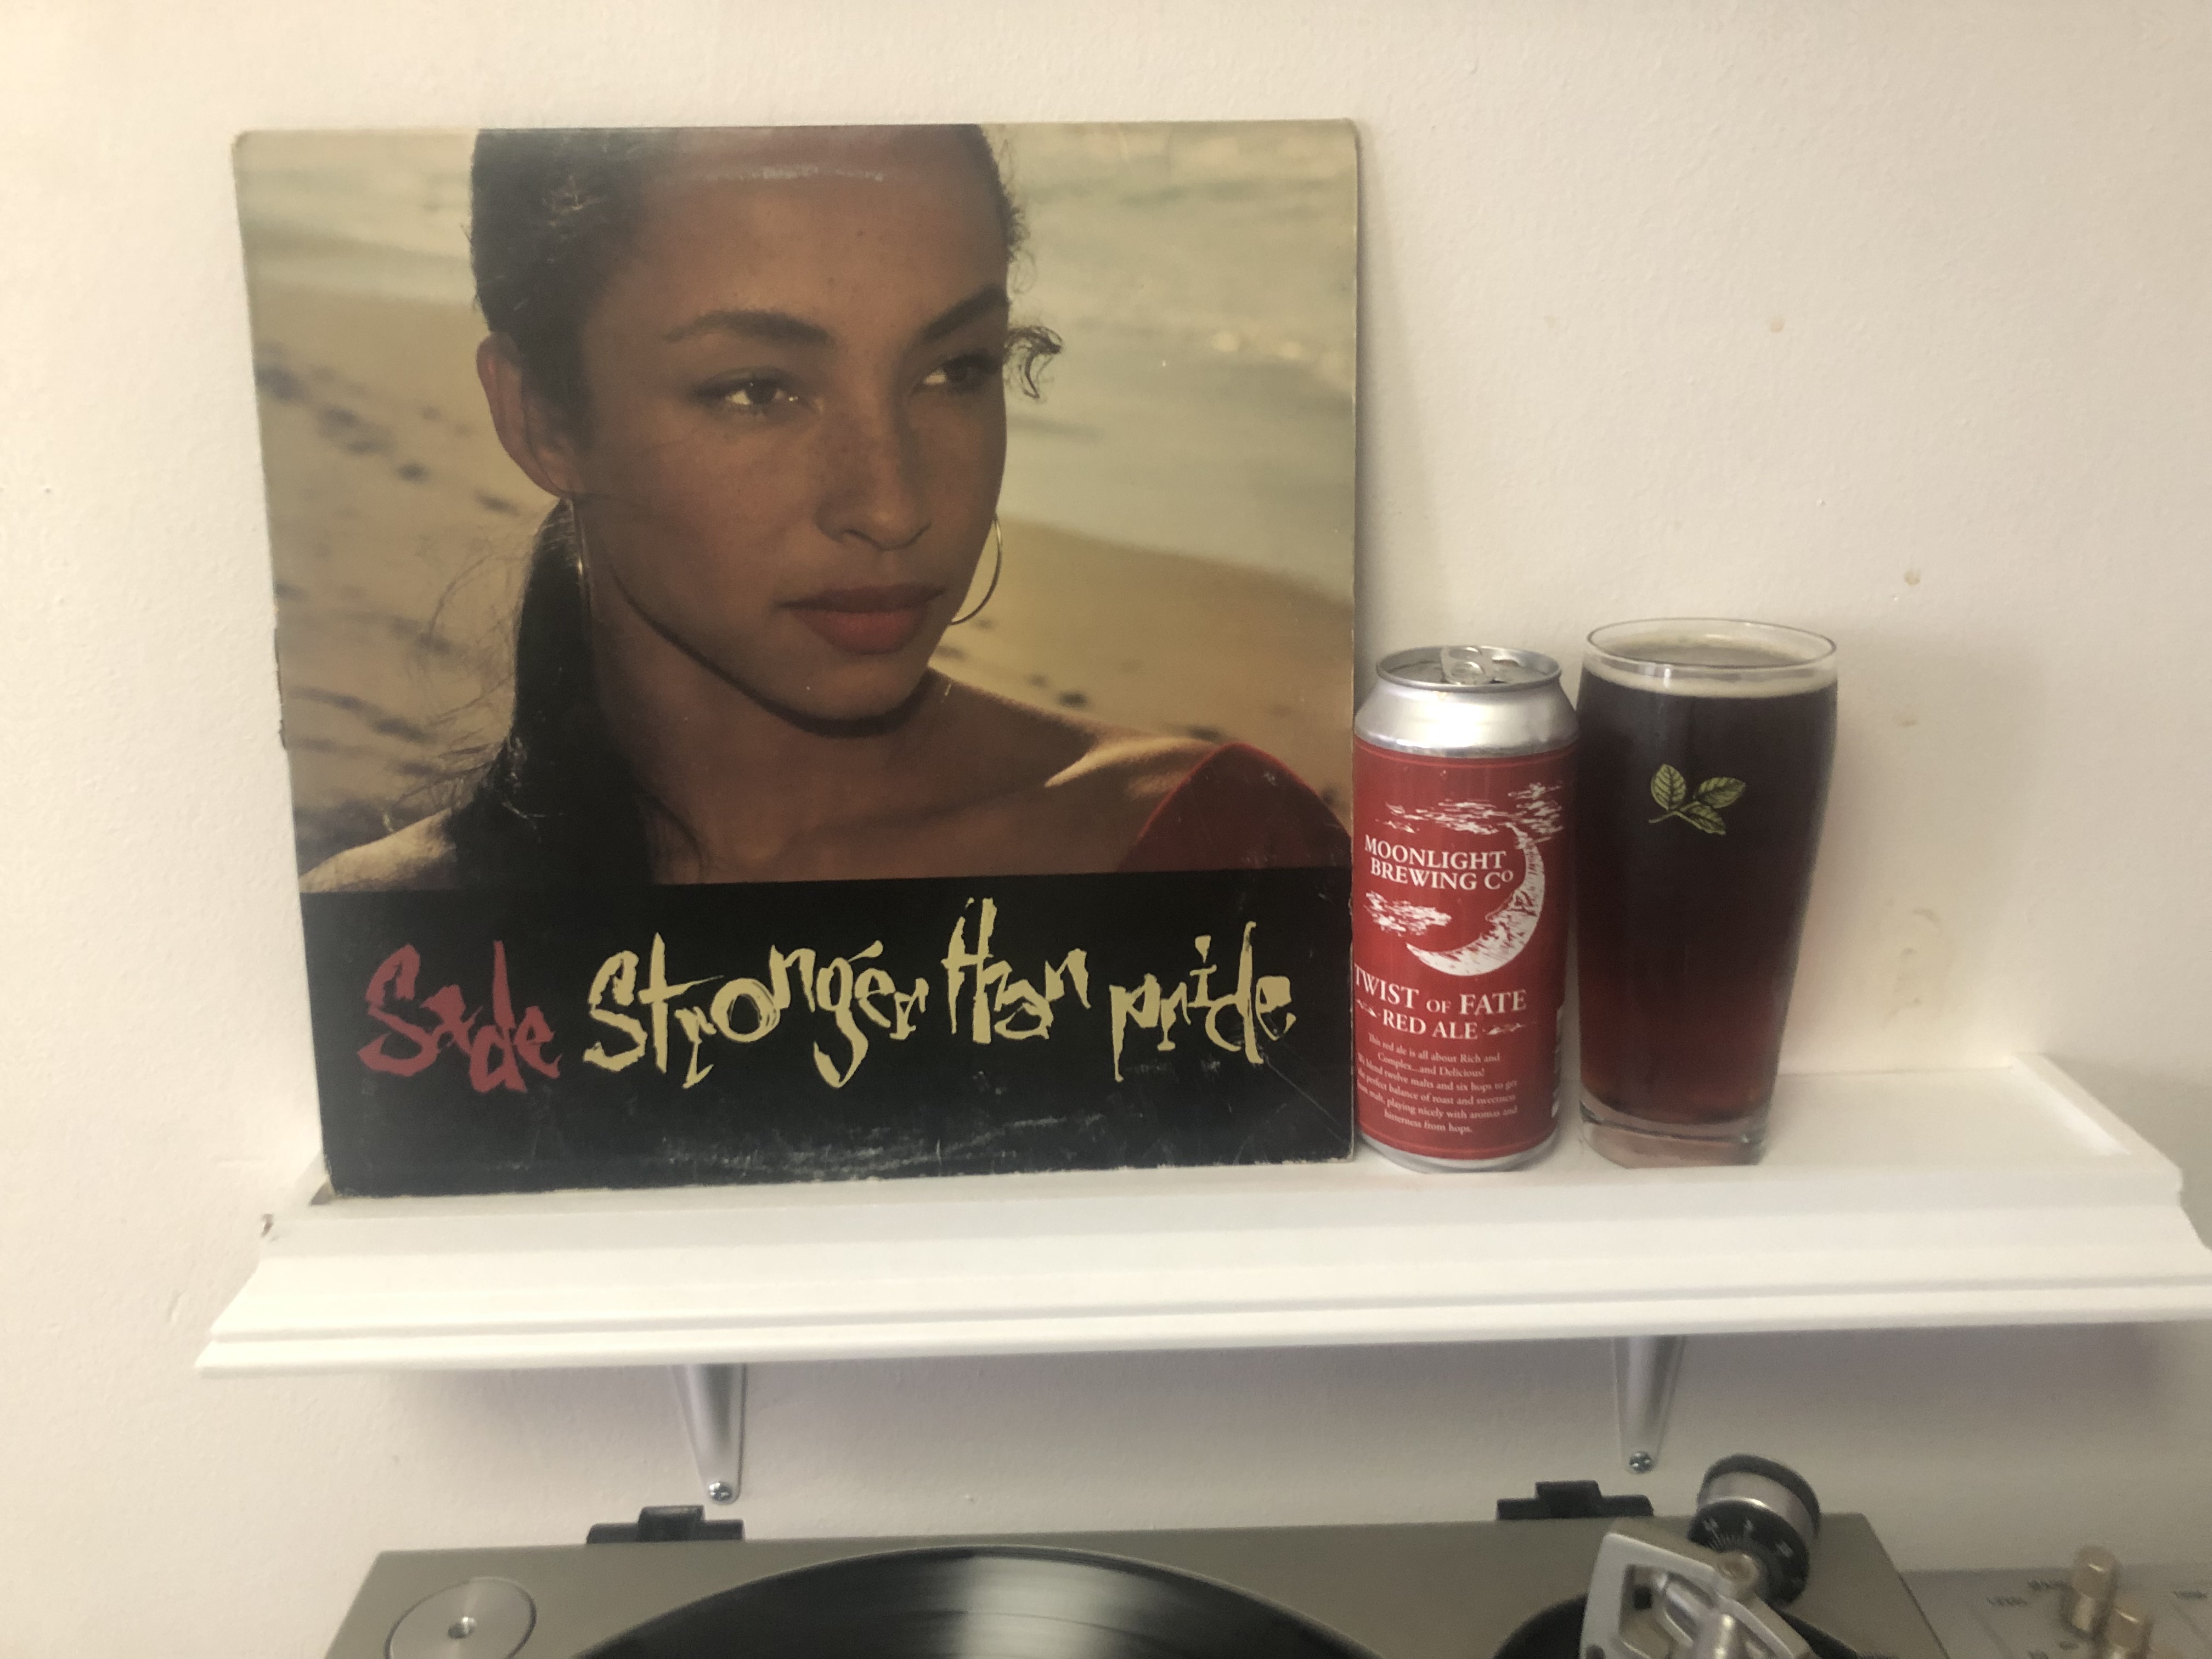 Sade Stronger than pride
MOONLIGHT
BREWING CO
TWIST OF FATE
RED ALE
This red ale is all about Rich and
Complex...and Delicious!
We blend twelve malts and six hops to get
the perfect balance of roast and sweetness
from malt, playing nicely with aromas and
bitterness from hops.